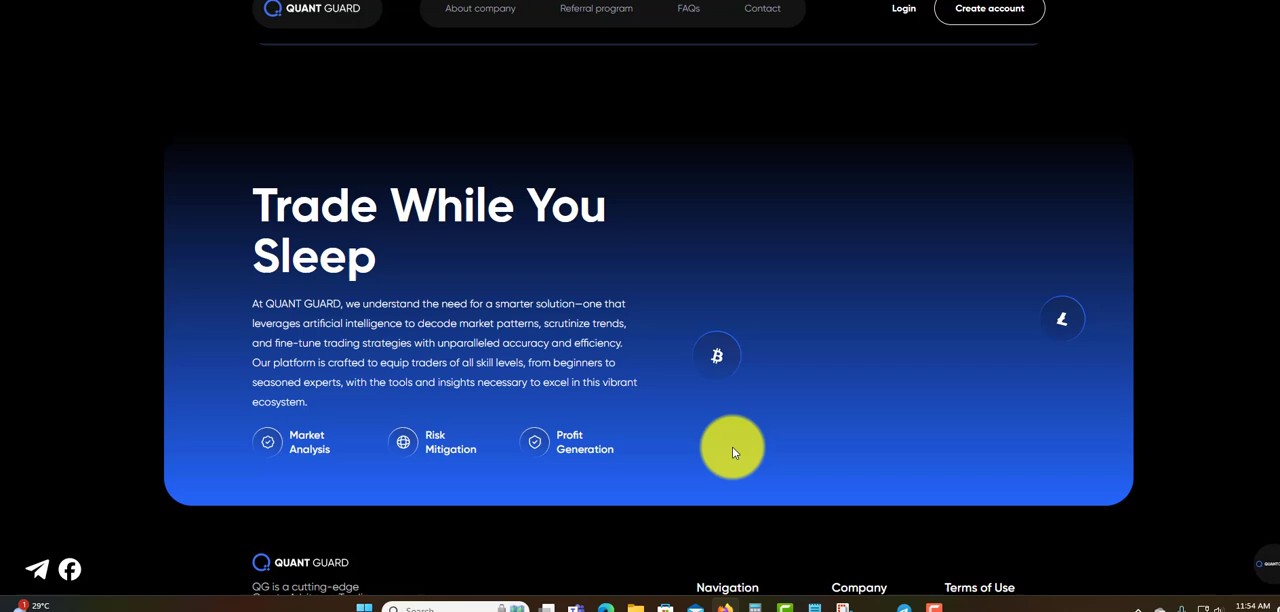 QUANT GUARD
About company
Referral program
FAQs
Contact
Login
Create account
Trade While You
Sleep
At QUANT GUARD, we understand the need for a smarter solution—one that
leverages artificial intelligence to decode market patterns, scrutinize trends,
and fine-tune trading strategies with unparalleled accuracy and efficiency.
Our platform is crafted to equip traders of all skill levels, from beginners to
seasoned experts, with the tools and insights necessary to excel in this vibrant
ecosystem.
Market
Analysis
Risk
Mitigation
Profit
Generation
QUANT GUARD
QG is a cutting-edge
Navigation
Company
Terms of Use
1
29°C
Search
11:54 AM